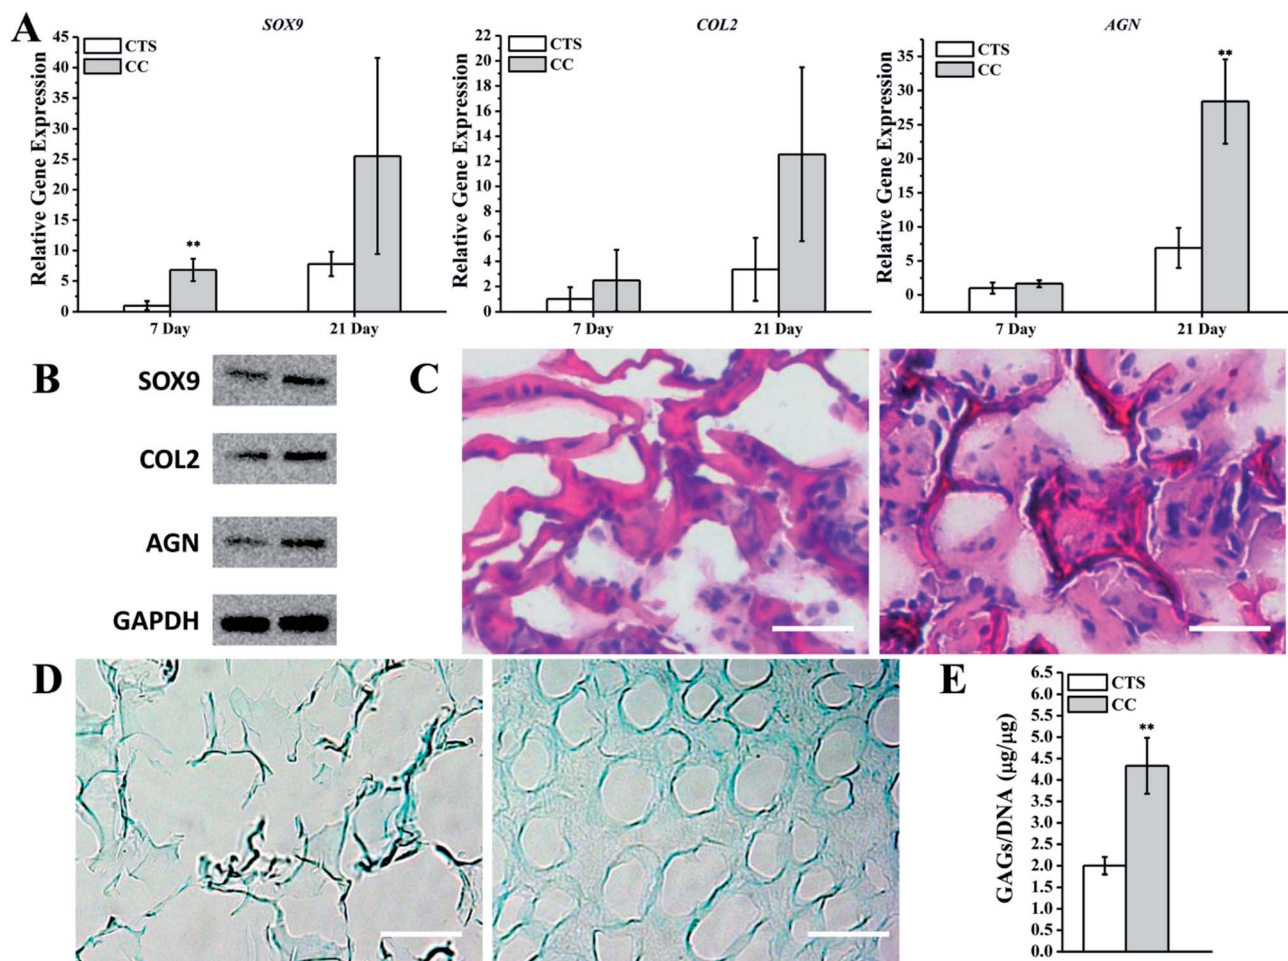 A
SOX9
COL2
AGN
45
40
35
30
25
20
15
10
5
0
Relative Gene Expression
CTS
CC
**
7 Day
21 Day
22
20
18
16
14
12
10
8
6
4
2
0
Relative Gene Expression
CTS
CC
7 Day
21 Day
35
30
25
20
15
10
5
0
Relative Gene Expression
CTS
CC
**
7 Day
21 Day
B
SOX9
COL2
AGN
GAPDH
C
D
E
6.5
6.0
5.5
5.0
4.5
4.0
3.5
3.0
2.5
2.0
1.5
1.0
0.5
0.0
GAGs/DNA (μg/μg)
CTS
CC
**